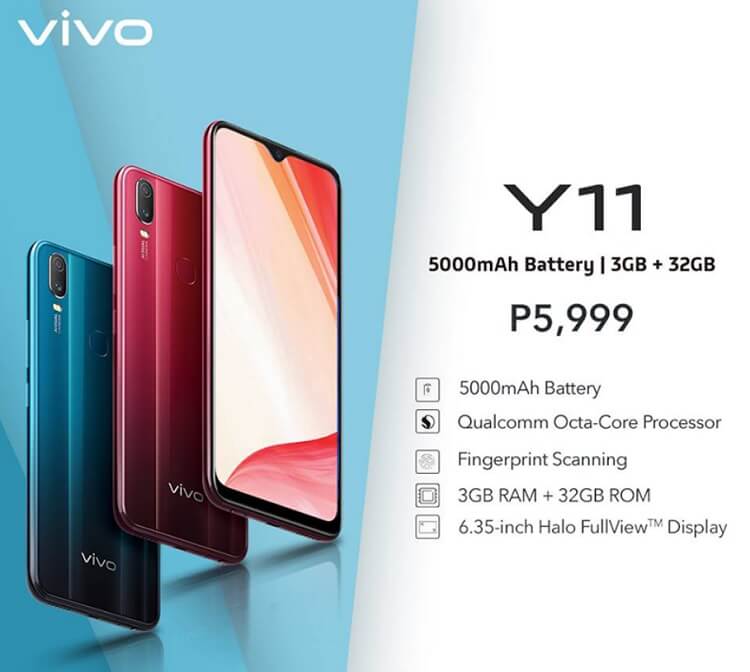 vivo
Y11
5000mAh Battery | 3GB + 32GB
P5,999
5000mAh Battery
Qualcomm Octa-Core Processor
Fingerprint Scanning
3GB RAM + 32GB ROM
6.35-inch Halo FullView™ Display
vivo
vivo